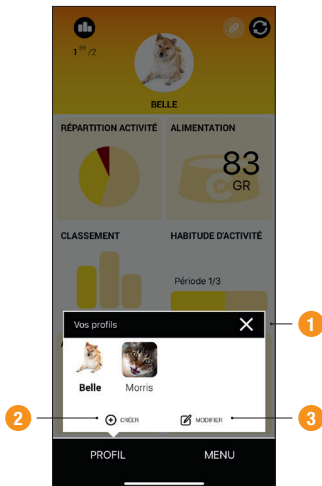 1ère /2
BELLE
RÉPARTITION ACTIVITÉ
ALIMENTATION
83
GR
CLASSEMENT
HABITUDE D'ACTIVITÉ
Période 1/3
Vos profils
1
Belle
Morris
2
CRÉER
MODIFIER
3
PROFIL
MENU